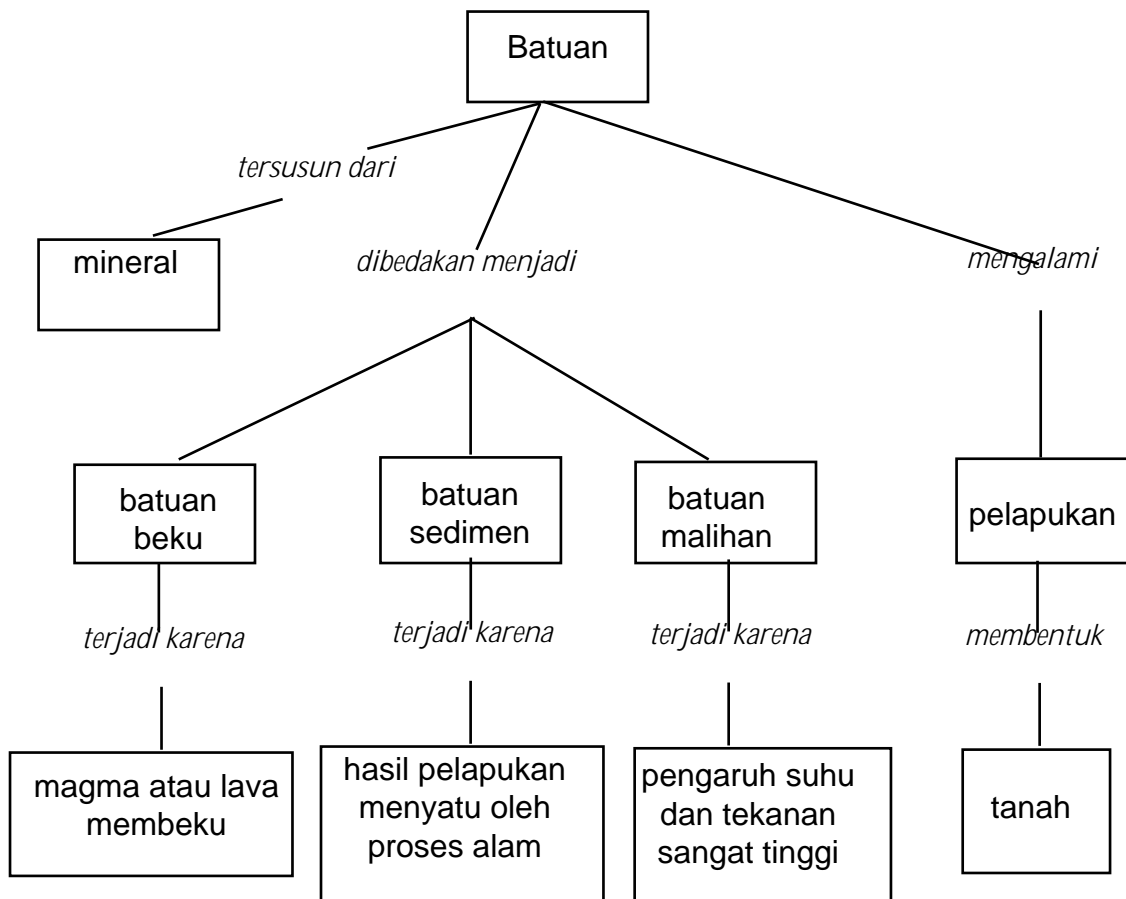 Batuan
tersusun dari
mineral
dibedakan menjadi
mengalami
batuan
beku
batuan
sedimen
batuan
malihan
pelapukan
terjadi karena
terjadi karena
terjadi karena
membentuk
magma atau lava
membeku
hasil pelapukan
menyatu oleh
proses alam
pengaruh suhu
dan tekanan
sangat tinggi
tanah